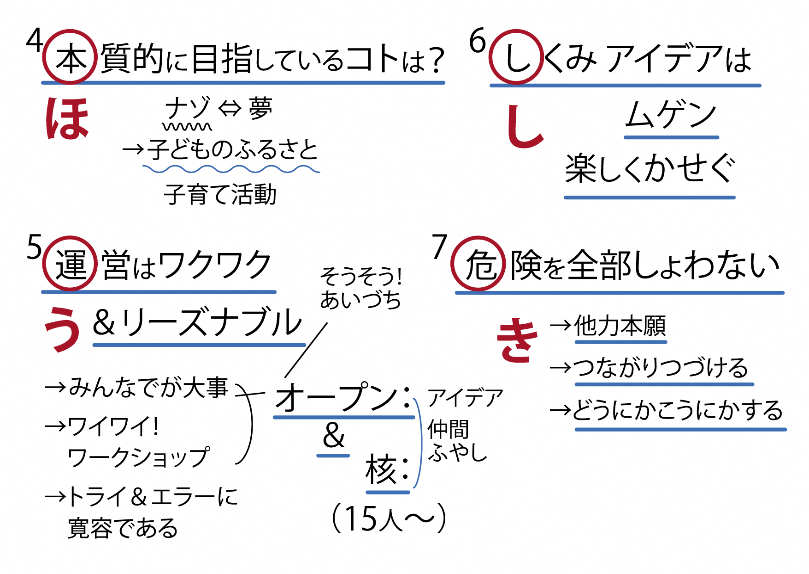 4 本質的に目指しているコトは？
ほ
ナゾ⇔夢
→子どものふるさと
子育て活動
5 運営はワクワク
う
＆リーズナブル
→みんなでが大事
→ワイワイ！
ワークショップ
→トライ＆エラーに
寛容である
そうそう！
あいづち
オープン：
＆
核：
（15人〜）
アイデア
仲間
ふやし
6 しくみ アイデアは
し
ムゲン
楽しくかせぐ
7 危険を全部しょわない
き
→他力本願
→つながりつづける
→どうにかこうにかする